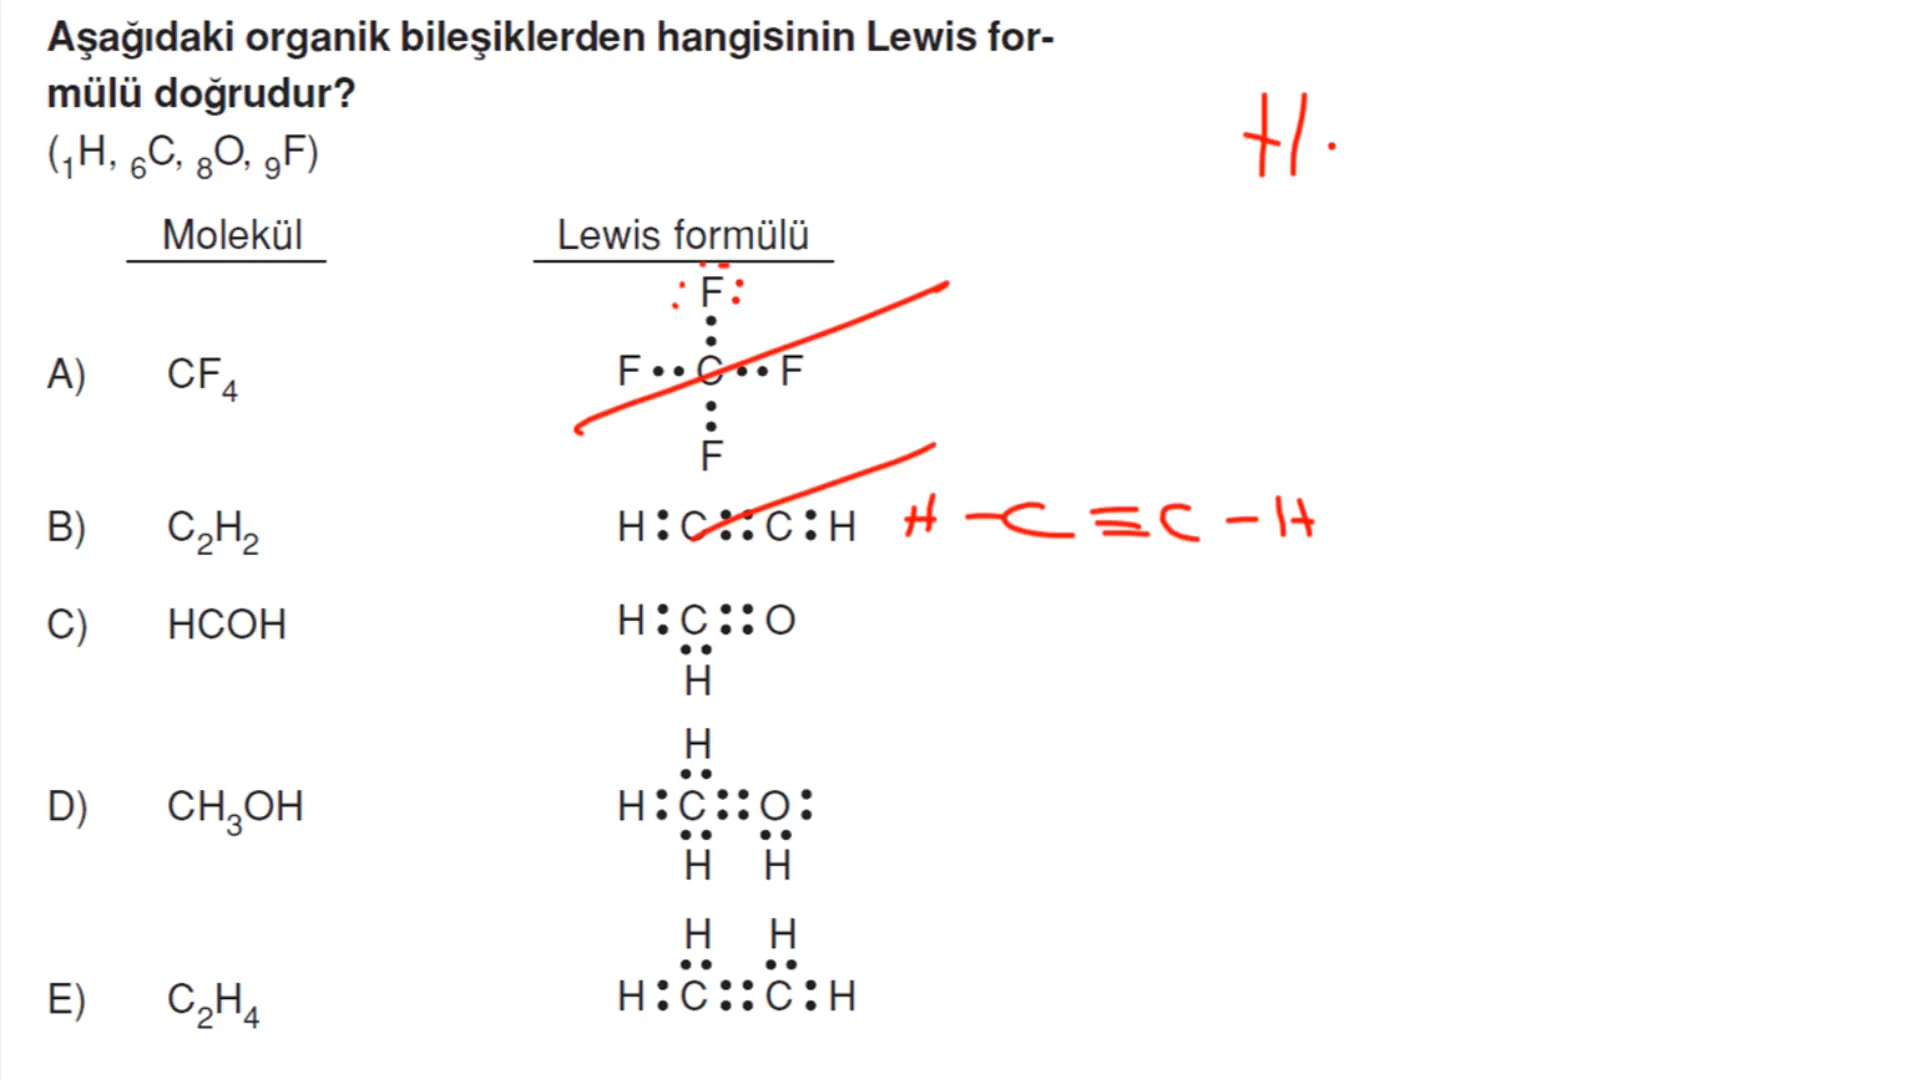 Aşağıdaki organik bileşiklerden hangisinin Lewis for-
mülü doğrudur?
(₁H, ₆C, ₈O, ₉F)
H.
Molekül Lewis formülü
: F :
A) CF₄ F •• C •• F
F
B) C₂H₂ H : C :: C : H H - C ≡ C - H
C) HCOH H : C :: O
H
H
D) CH₃OH H : C :: O :
H H
H H
E) C₂H₄ H : C :: C : H